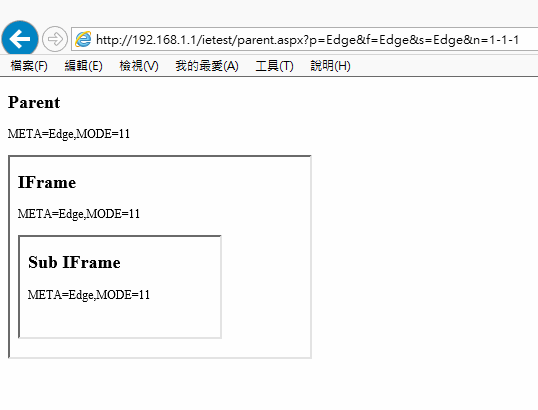 http://192.168.1.1/ietest/parent.aspx?p=Edge&f=Edge&s=Edge&n=1-1-1
檔案(F) 編輯(E) 檢視(V) 我的最愛(A) 工具(T) 說明(H)
Parent
META=Edge,MODE=11
IFrame
META=Edge,MODE=11
Sub IFrame
META=Edge,MODE=11